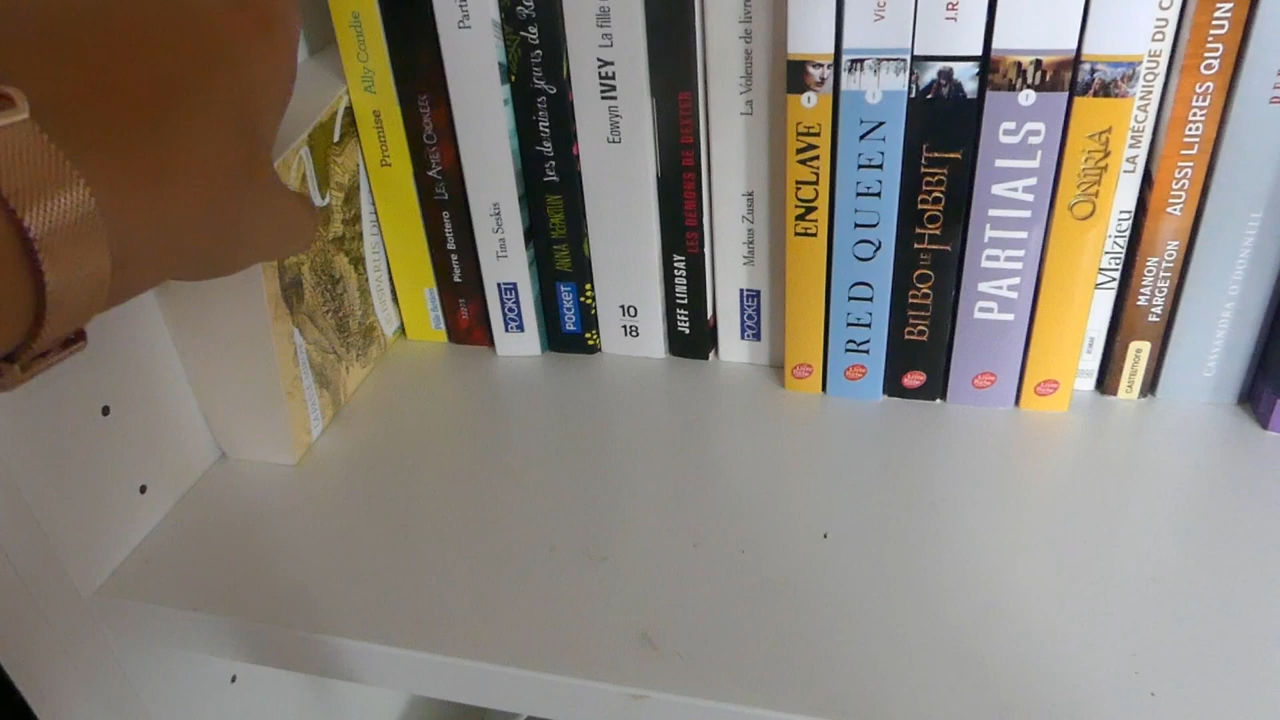 Promise Ally Condie
Pierre Bottero LES ÂMES CROISÉES
Tina Seskis
POCKET
ANNA McPARTLIN Les derniers jours de
POCKET
Eowyn IVEY La fille
10
18
JEFF LINDSAY LES DÉMONS DE DEXTER
Markus Zusak La Voleuse de livres
POCKET
ENCLAVE
RED QUEEN
BILBO LE HOBBIT
J.R
PARTIALS
ONIRIA
Malzieu LA MÉCANIQUE DU C
MANON
FARGETTON
AUSSI LIBRES QU'UN
CASTELMORE
CASSANDRA O'DONNELL